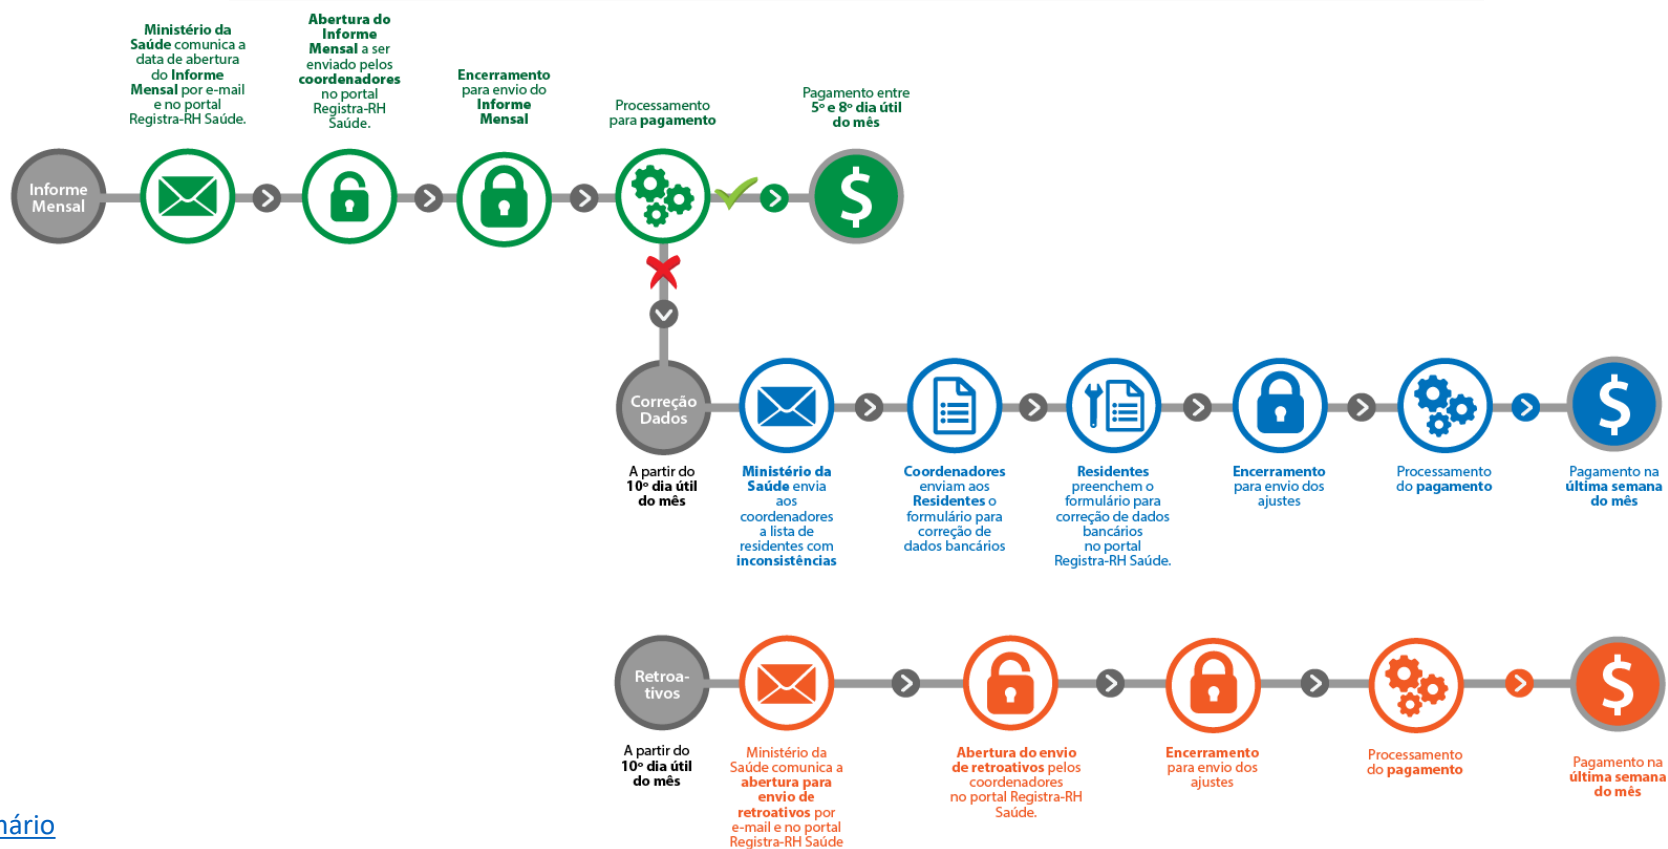 Informe
Mensal
Ministério da
Saúde comunica a
data de abertura
do Informe
Mensal por e-mail
e no portal
Registra-RH Saúde.
Abertura do
Informe
Mensal a ser
enviado pelos
coordenadores
no portal
Registra-RH
Saúde.
Encerramento
para envio do
Informe
Mensal
Processamento
para pagamento
Pagamento entre
5º e 8º dia útil
do mês
$
Correção
Dados
A partir do
10º dia útil
do mês
Ministério da
Saúde envia
aos
coordenadores
a lista de
residentes com
inconsistências
Coordenadores
enviam aos
Residentes o
formulário para
correção de
dados bancários
Residentes
preenchem o
formulário para
correção de dados
bancários
no portal
Registra-RH Saúde.
Encerramento
para envio dos
ajustes
Processamento
do pagamento
$
Pagamento na
última semana
do mês
Retroa-
tivos
A partir do
10º dia útil
do mês
Ministério da
Saúde comunica a
abertura para
envio de
retroativos por
e-mail e no portal
Registra-RH Saúde
Abertura do envio
de retroativos pelos
coordenadores
no portal Registra-RH
Saúde.
Encerramento
para envio dos
ajustes
Processamento
do pagamento
$
Pagamento na
última semana
do mês